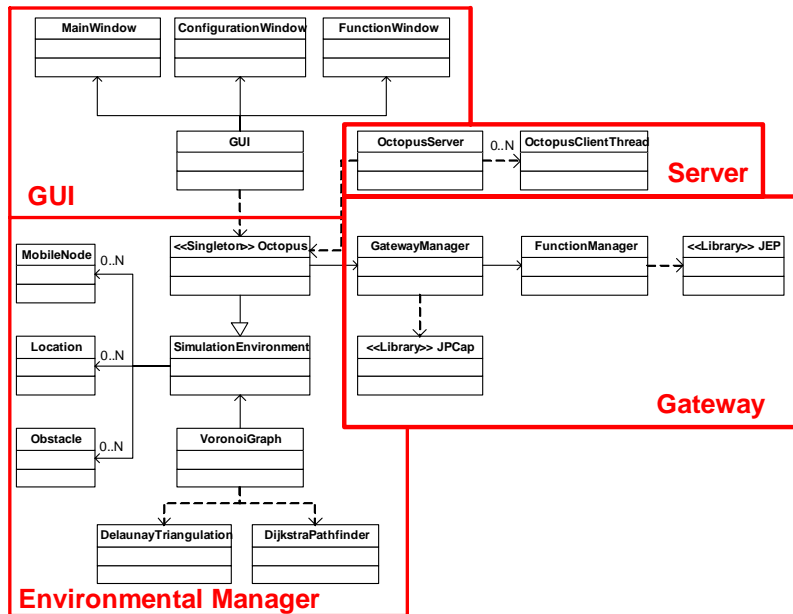 MainWindow
ConfigurationWindow
FunctionWindow
GUI
GUI
OctopusServer
0..N
OctopusClientThread
Server
<<Singleton>> Octopus
GatewayManager
FunctionManager
<<Library>> JEP
<<Library>> JPCap
Gateway
MobileNode
0..N
Location
0..N
SimulationEnvironment
Obstacle
0..N
VoronoiGraph
DelaunayTriangulation
DijkstraPathfinder
Environmental Manager